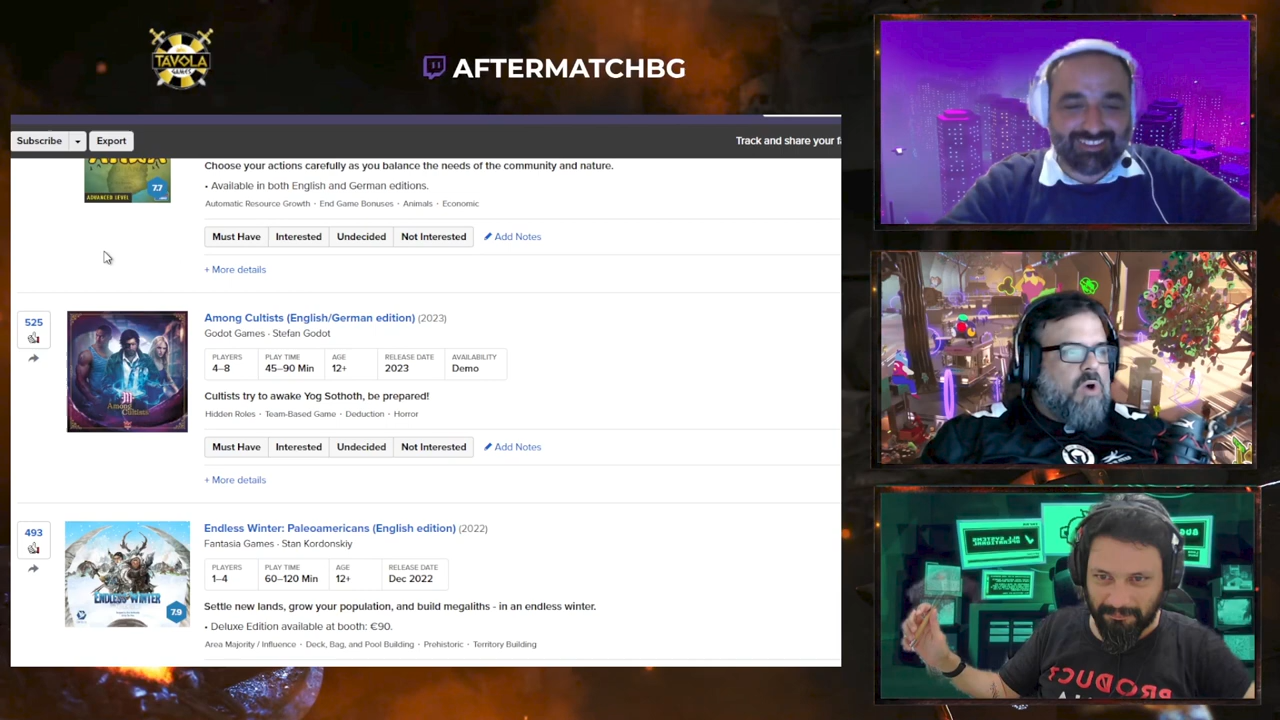 TAVOLA
GAMES
AFTERMATCHBG
Subscribe
Export
Track and share your f
ADVANCED LEVEL
7.7
Choose your actions carefully as you balance the needs of the community and nature.
• Available in both English and German editions.
Automatic Resource Growth · End Game Bonuses · Animals · Economic
Must Have Interested Undecided Not Interested Add Notes
+ More details
525
Among Cultists
Among Cultists (English/German edition) (2023)
Godot Games · Stefan Godot
PLAYERS PLAY TIME AGE RELEASE DATE AVAILABILITY
4–8 45–90 Min 12+ 2023 Demo
Cultists try to awake Yog Sothoth, be prepared!
Hidden Roles · Team-Based Game · Deduction · Horror
Must Have Interested Undecided Not Interested Add Notes
+ More details
493
ENDLESS WINTER
7.9
Endless Winter: Paleoamericans (English edition) (2022)
Fantasia Games · Stan Kordonskiy
PLAYERS PLAY TIME AGE RELEASE DATE
1–4 60–120 Min 12+ Dec 2022
Settle new lands, grow your population, and build megaliths - in an endless winter.
• Deluxe Edition available at booth: €90.
Area Majority / Influence · Deck, Bag, and Pool Building · Prehistoric · Territory Building
PRODUCT